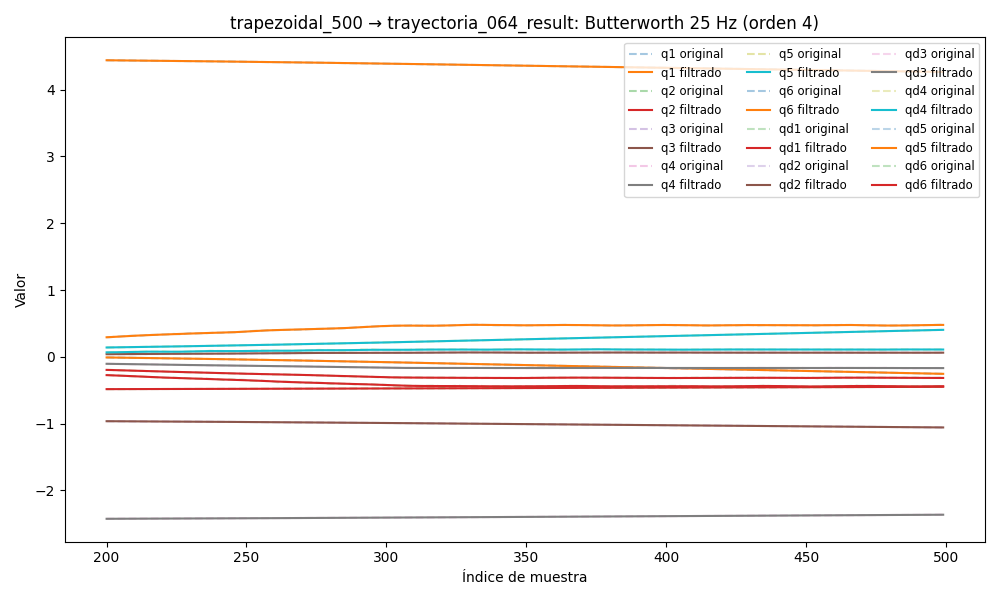 trapezoidal_500 → trayectoria_064_result: Butterworth 25 Hz (orden 4)
q1 original
q1 filtrado
q2 original
q2 filtrado
q3 original
q3 filtrado
q4 original
q4 filtrado
q5 original
q5 filtrado
q6 original
q6 filtrado
qd1 original
qd1 filtrado
qd2 original
qd2 filtrado
qd3 original
qd3 filtrado
qd4 original
qd4 filtrado
qd5 original
qd5 filtrado
qd6 original
qd6 filtrado
Valor
4
3
2
1
0
−1
−2
200
250
300
350
400
450
500
Índice de muestra